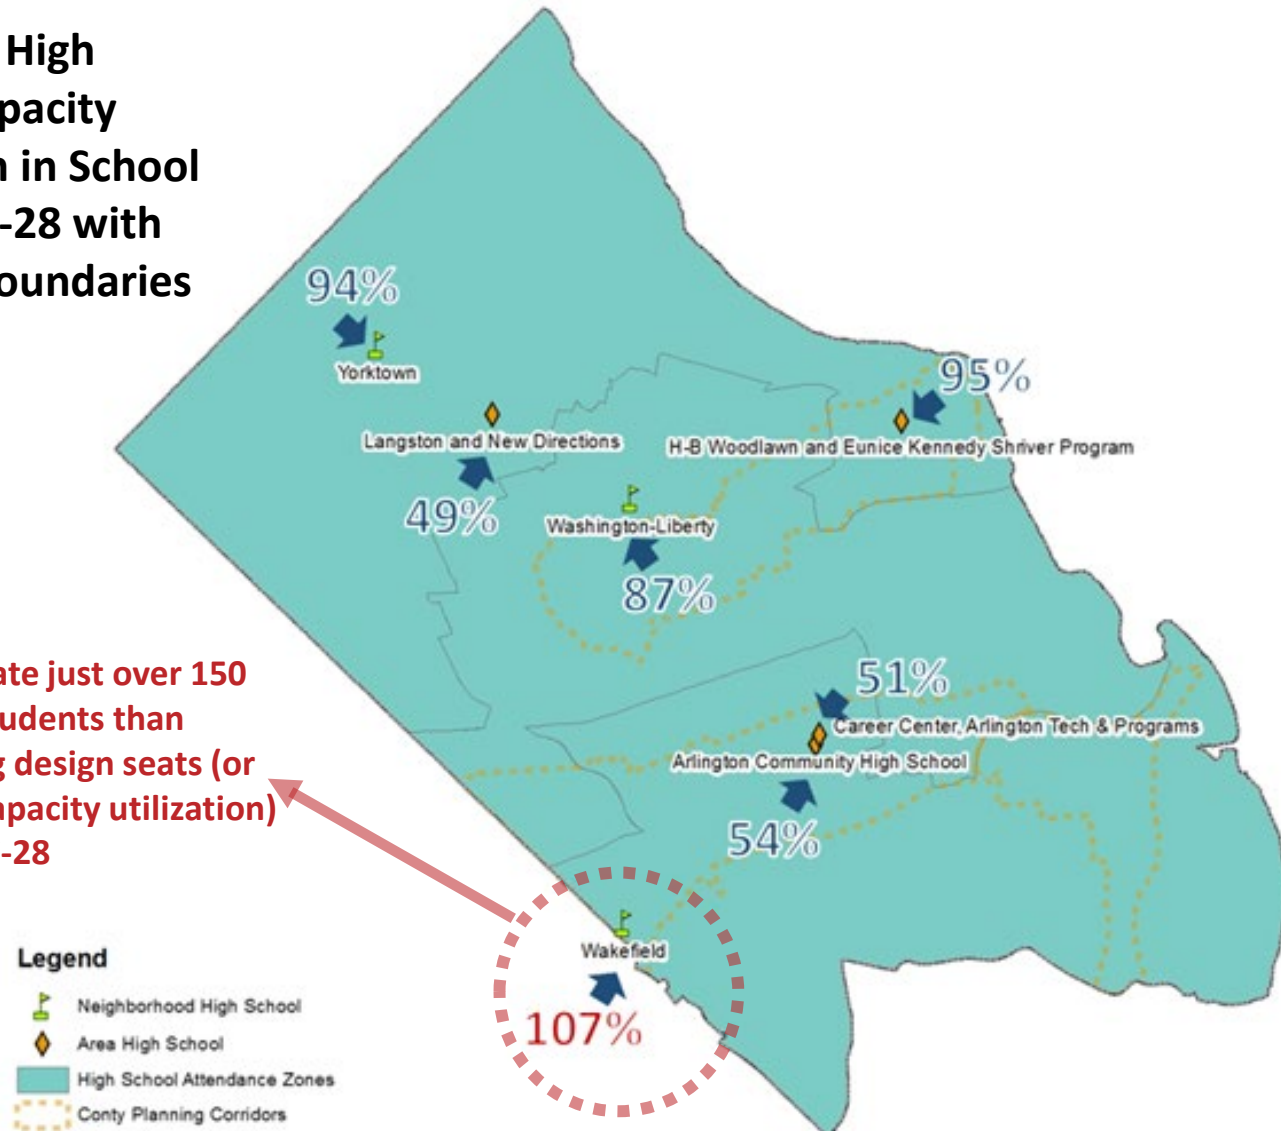 High
pacity
n in School
-28 with
oundaries
94%
Yorktown
95%
Langston and New Directions
H-B Woodlawn and Eunice Kennedy Shriver Program
49%
Washington-Liberty
87%
ate just over 150
tudents than
g design seats (or
apacity utilization)
-28
51%
Career Center, Arlington Tech & Programs
Arlington Community High School
54%
Wakefield
107%
Legend
Neighborhood High School
Area High School
High School Attendance Zones
Conty Planning Corridors